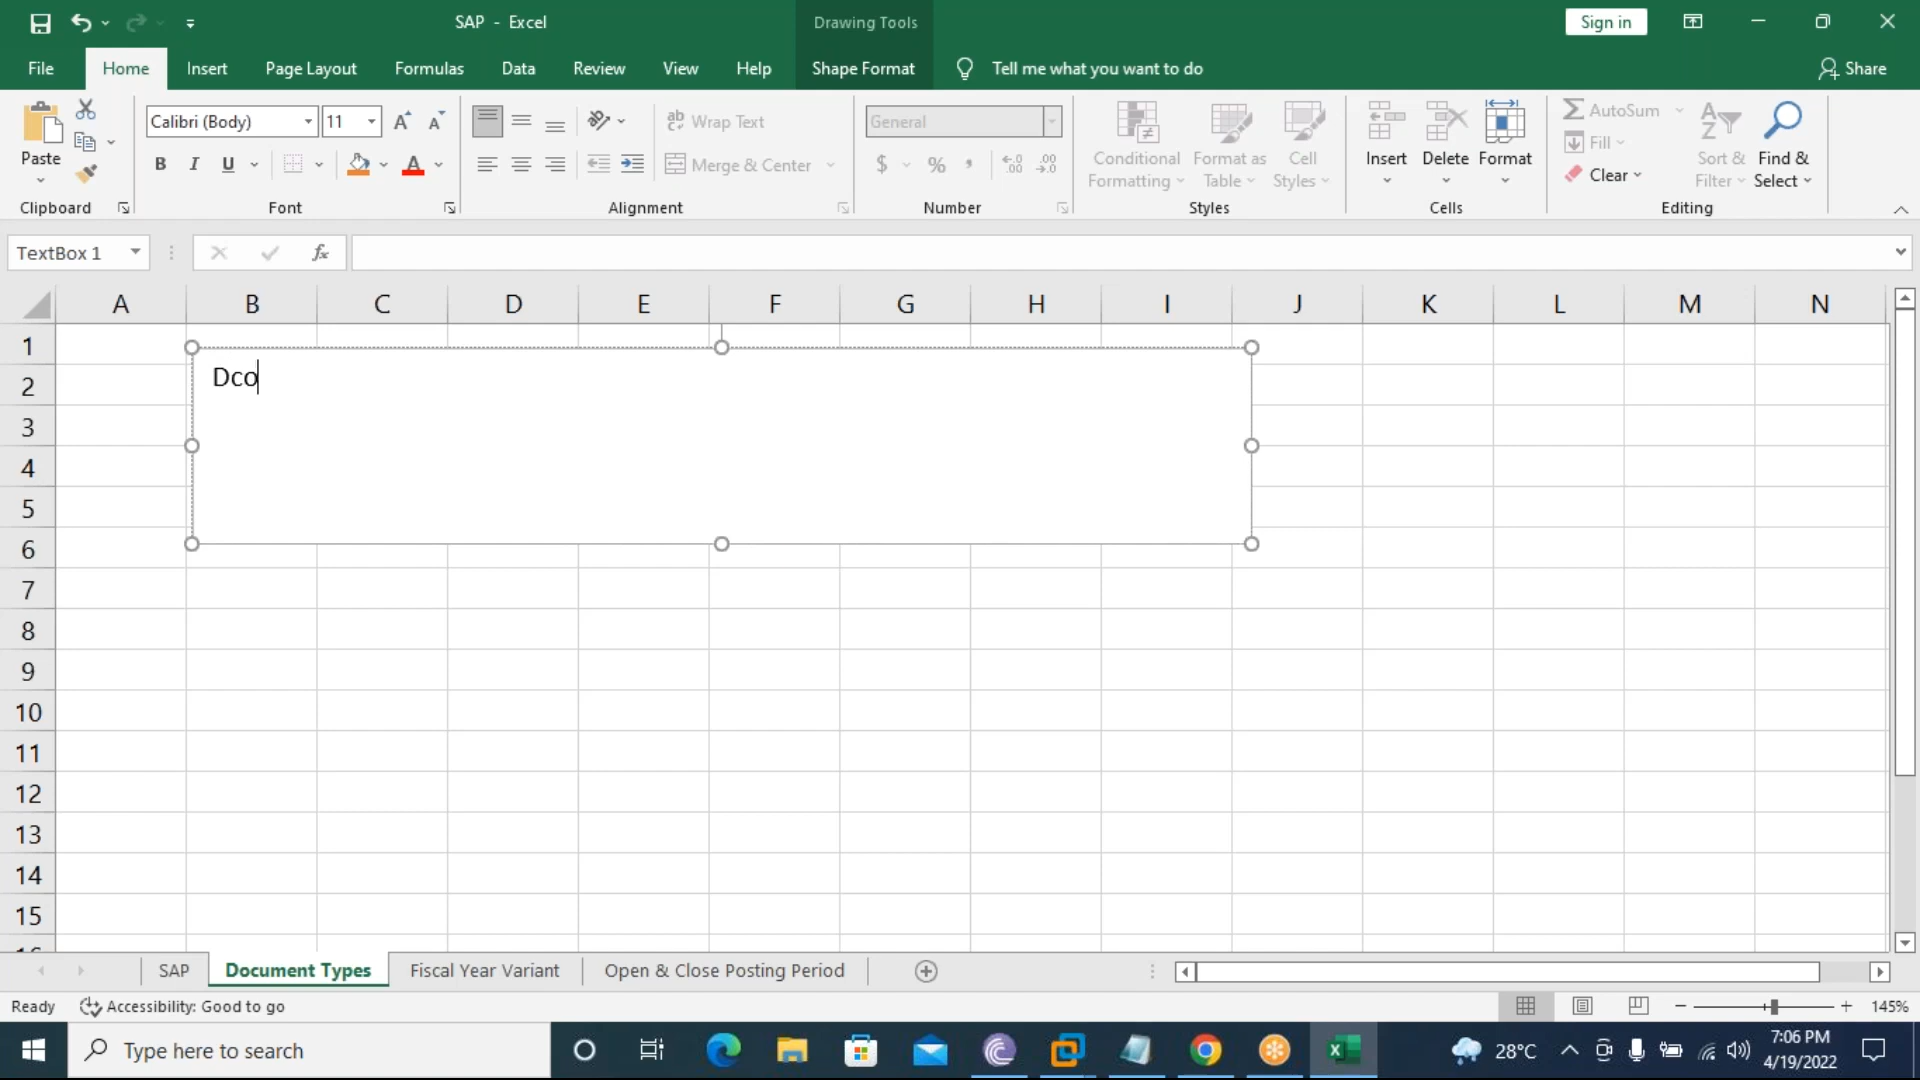 SAP - Excel
Drawing Tools
Sign in
File
Home
Insert
Page Layout
Formulas
Data
Review
View
Help
Shape Format
Tell me what you want to do
Share
Paste
Calibri (Body)
11
Wrap Text
General
Conditional Formatting
Format as Table
Cell Styles
Insert
Delete
Format
AutoSum
Fill
Clear
Sort & Filter
Find & Select
B I U
Merge & Center
$ % ,
Clipboard
Font
Alignment
Number
Styles
Cells
Editing
TextBox 1
fx
A B C D E F G H I J K L M N
1
2
3
4
5
6
7
8
9
10
11
12
13
14
15
Dco
SAP
Document Types
Fiscal Year Variant
Open & Close Posting Period
Ready
Accessibility: Good to go
145%
Type here to search
28°C
7:06 PM
4/19/2022